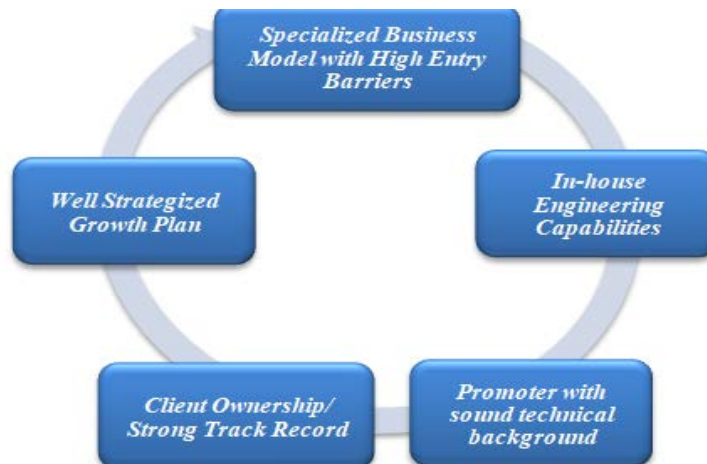 Specialized Business
Model with High Entry
Barriers
In-house
Engineering
Capabilities
Promoter with
sound technical
background
Client Ownership/
Strong Track Record
Well Strategized
Growth Plan